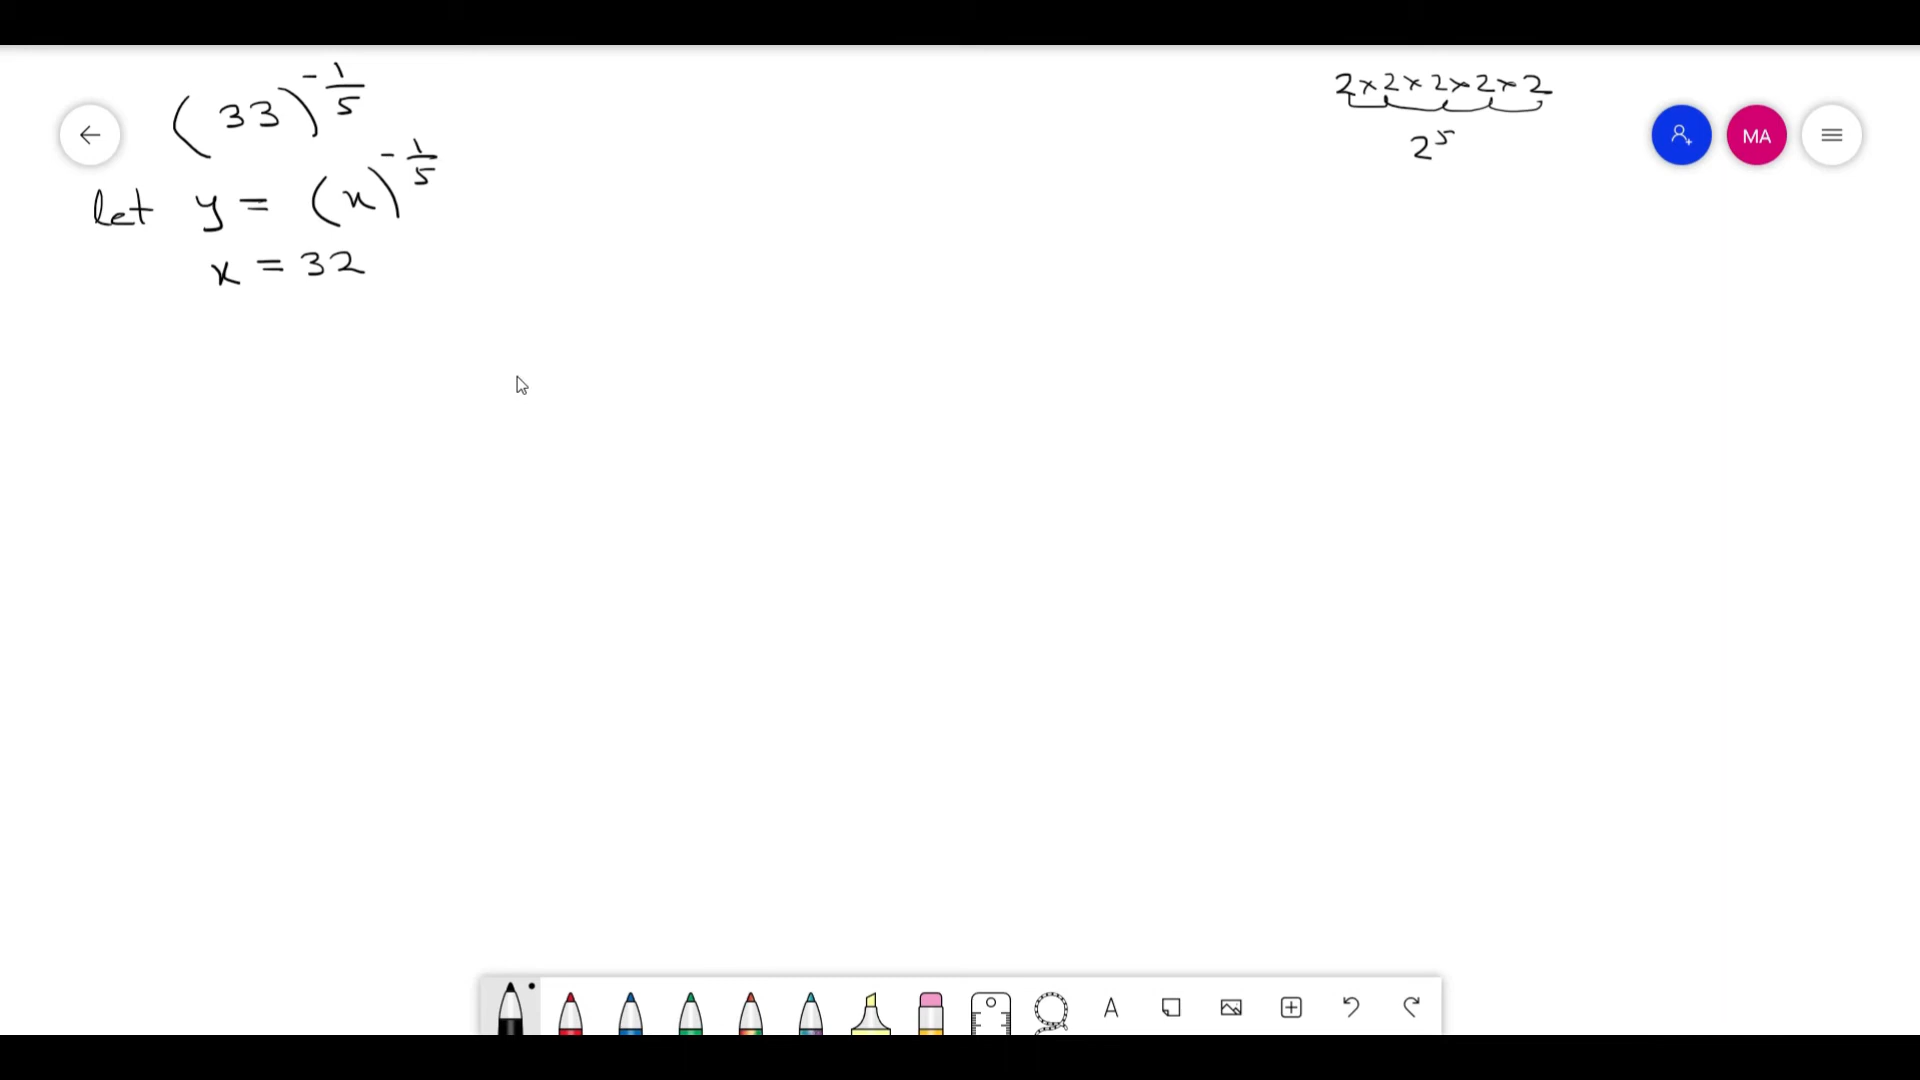 (33)^{-1/5}
let y = (x)^{-1/5}
x = 32
2×2×2×2×2
2^5
MA
A